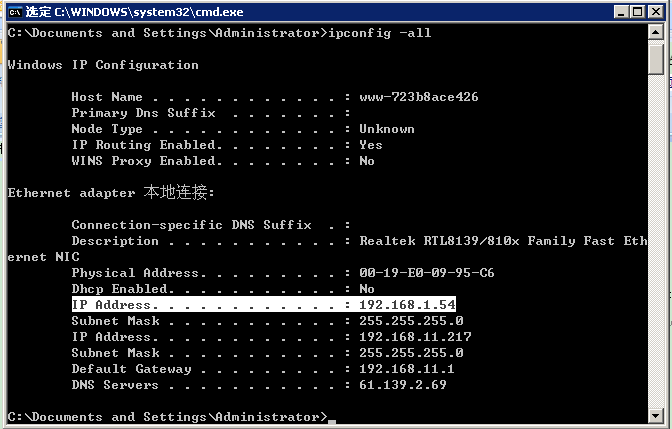 选定 C:\WINDOWS\system32\cmd.exe
C:\Documents and Settings\Administrator>ipconfig -all
Windows IP Configuration
Host Name . . . . . . . . . . . . : www-723b8ace426
Primary Dns Suffix  . . . . . . . :
Node Type . . . . . . . . . . . . : Unknown
IP Routing Enabled. . . . . . . . : Yes
WINS Proxy Enabled. . . . . . . . : No
Ethernet adapter 本地连接:
Connection-specific DNS Suffix  . :
Description . . . . . . . . . . . : Realtek RTL8139/810x Family Fast Eth
ernet NIC
Physical Address. . . . . . . . . : 00-19-E0-09-95-C6
Dhcp Enabled. . . . . . . . . . . : No
IP Address. . . . . . . . . . . . : 192.168.1.54
Subnet Mask . . . . . . . . . . . : 255.255.255.0
IP Address. . . . . . . . . . . . : 192.168.11.217
Subnet Mask . . . . . . . . . . . : 255.255.255.0
Default Gateway . . . . . . . . . : 192.168.11.1
DNS Servers . . . . . . . . . . . : 61.139.2.69
C:\Documents and Settings\Administrator>